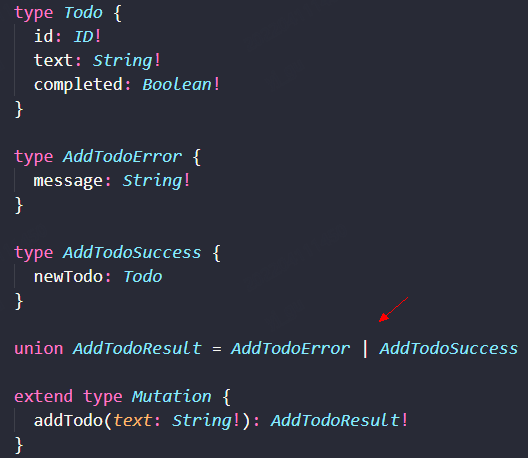 type Todo {
  id: ID!
  text: String!
  completed: Boolean!
}

type AddTodoError {
  message: String!
}

type AddTodoSuccess {
  newTodo: Todo
}

union AddTodoResult = AddTodoError | AddTodoSuccess

extend type Mutation {
  addTodo(text: String!): AddTodoResult!
}